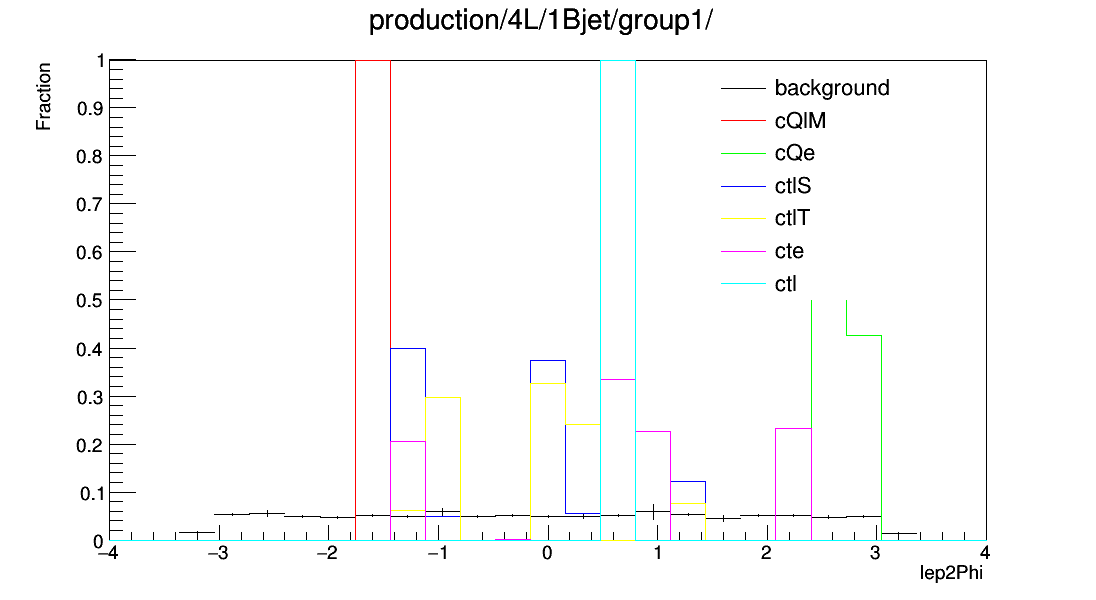 production/4L/1Bjet/group1/
Fraction
1
0.9
0.8
0.7
0.6
0.5
0.4
0.3
0.2
0.1
0
background
cQlM
cQe
ctlS
ctlT
cte
ctl
−4 −3 −2 −1 0 1 2 3 4
lep2Phi